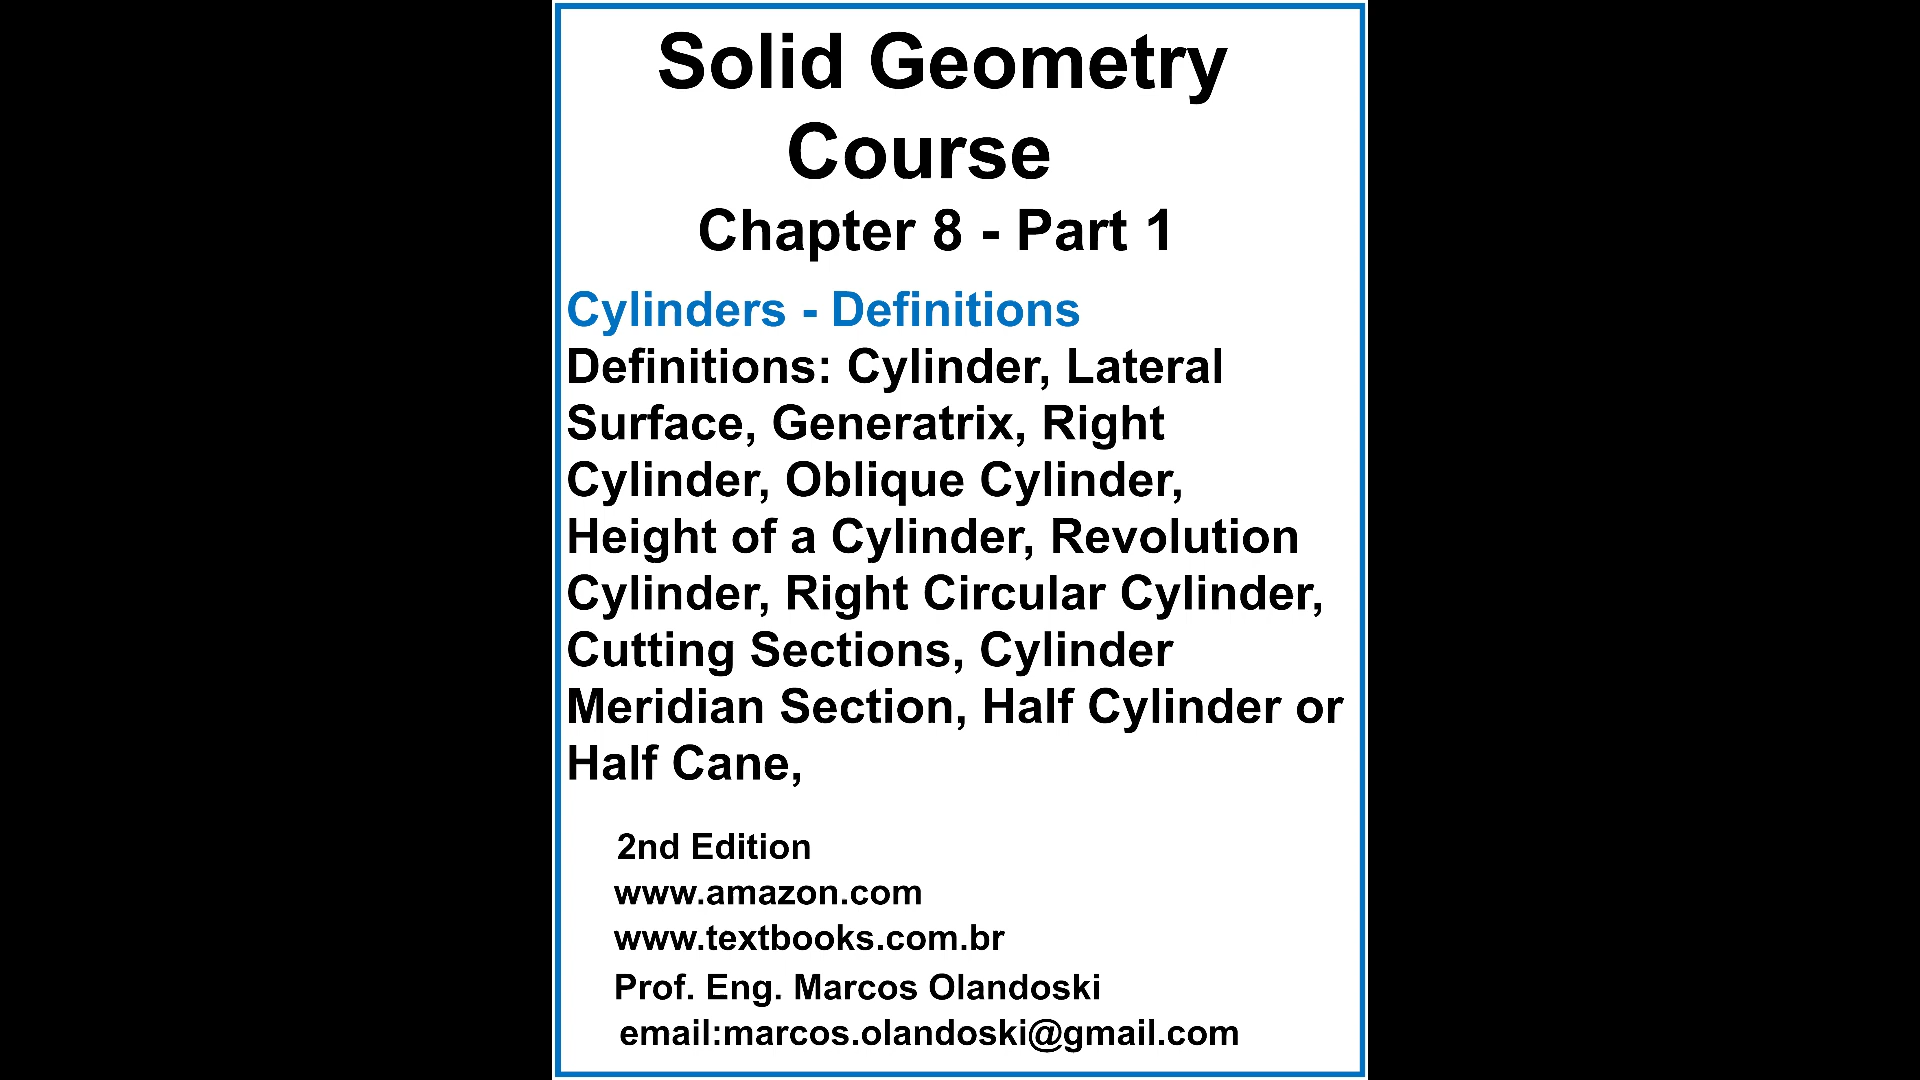 Solid Geometry
Course
Chapter 8 - Part 1
Cylinders - Definitions
Definitions: Cylinder, Lateral
Surface, Generatrix, Right
Cylinder, Oblique Cylinder,
Height of a Cylinder, Revolution
Cylinder, Right Circular Cylinder,
Cutting Sections, Cylinder
Meridian Section, Half Cylinder or
Half Cane,
2nd Edition
www.amazon.com
www.textbooks.com.br
Prof. Eng. Marcos Olandoski
email:marcos.olandoski@gmail.com